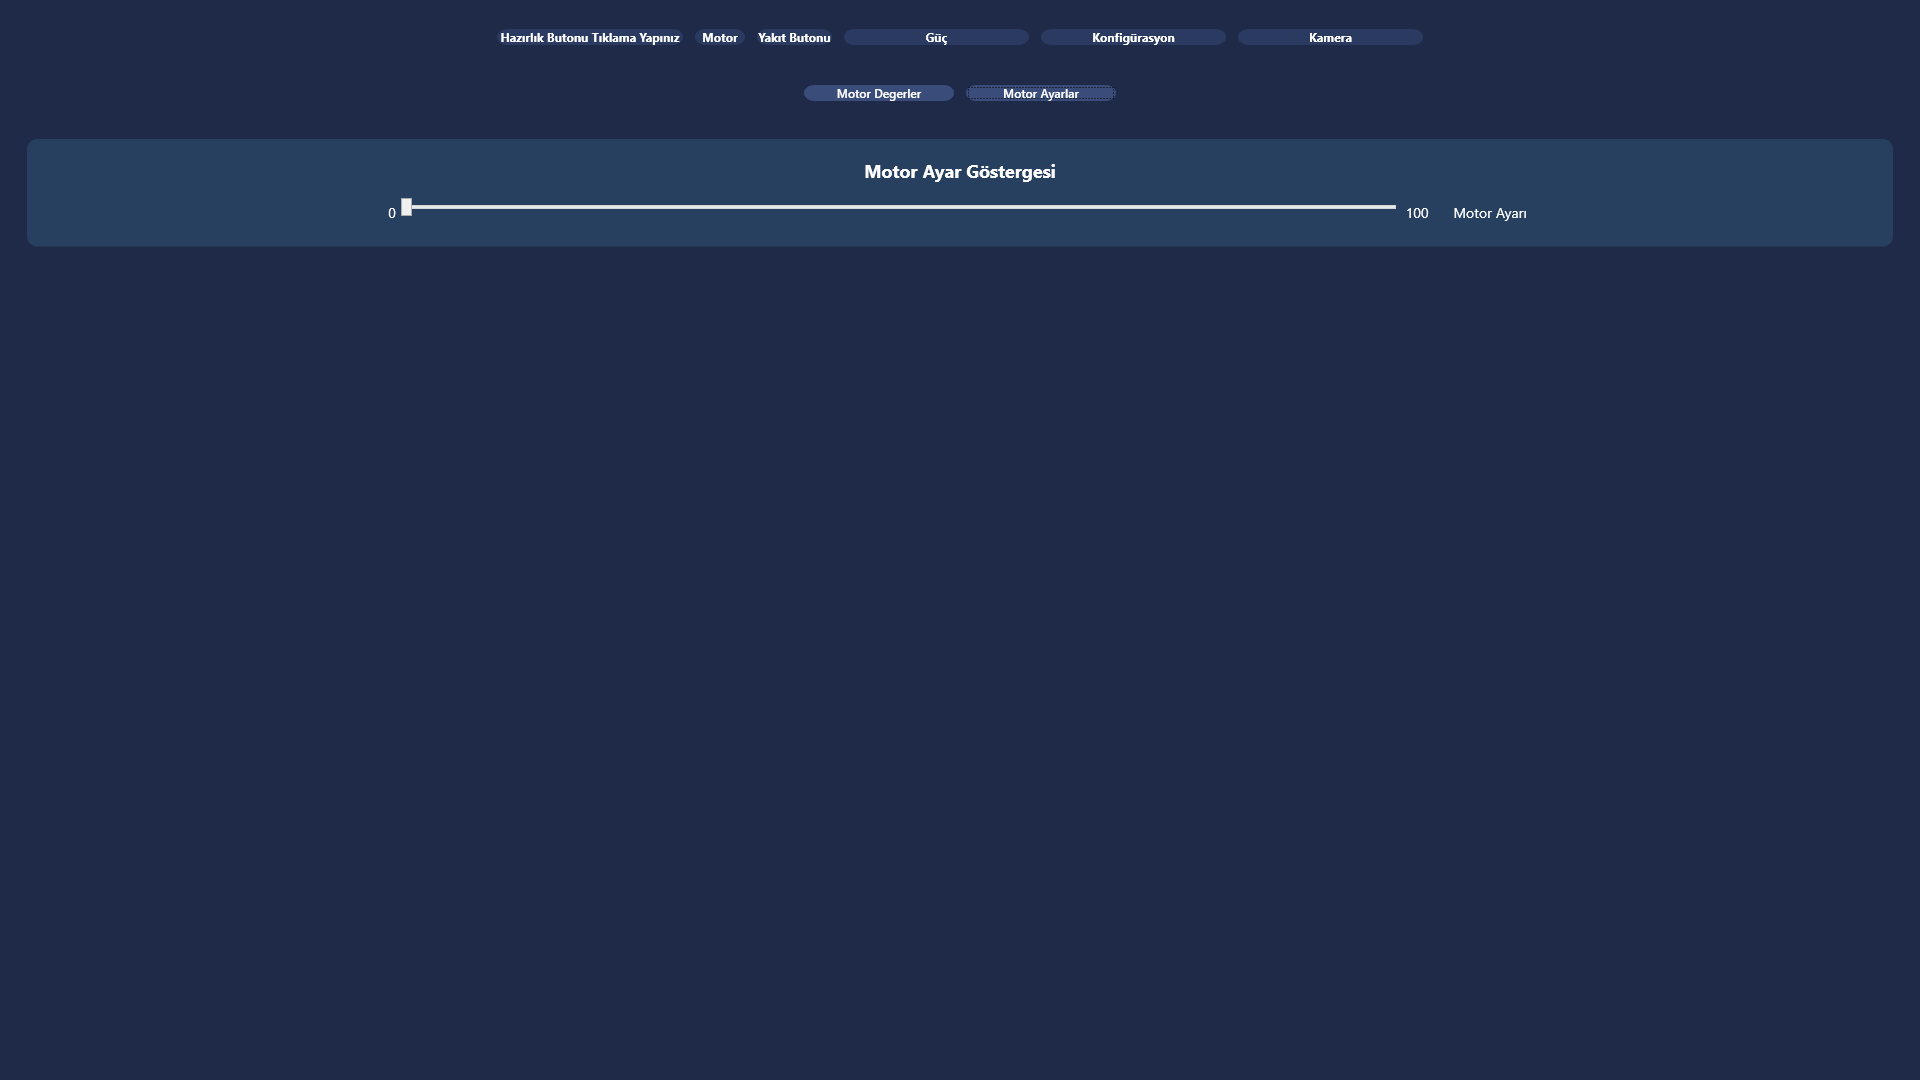 Hazırlık Butonu Tıklama Yapınız Motor Yakıt Butonu Güç Konfigürasyon Kamera
Motor Degerler Motor Ayarlar
Motor Ayar Göstergesi
0 100 Motor Ayarı